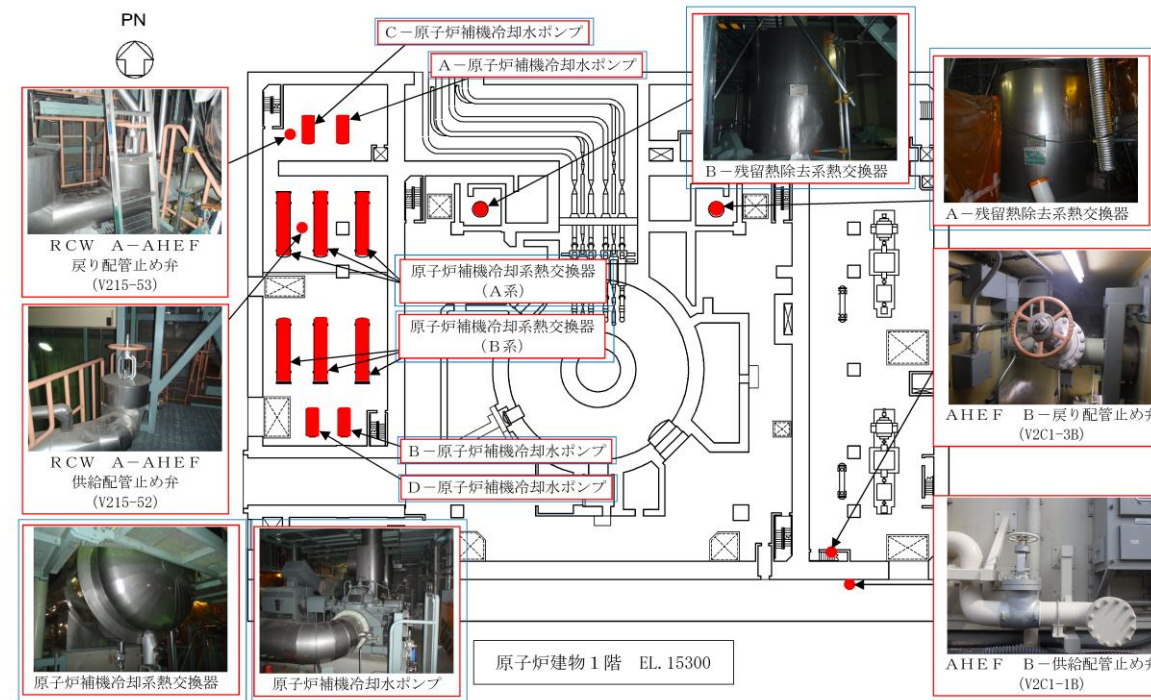 PN
C－原子炉補機冷却水ポンプ
A－原子炉補機冷却水ポンプ
B－残留熱除去系熱交換器
A－残留熱除去系熱交換器
RCW A－AHEF
戻り配管止め弁
(V215-53)
原子炉補機冷却系熱交換器
（A系）
原子炉補機冷却系熱交換器
（B系）
RCW A－AHEF
供給配管止め弁
(V215-52)
AHEF B－戻り配管止め弁
(V2C1-3B)
B－原子炉補機冷却水ポンプ
D－原子炉補機冷却水ポンプ
原子炉補機冷却系熱交換器
原子炉補機冷却水ポンプ
原子炉建物1階 EL.15300
AHEF B－供給配管止め弁
(V2C1-1B)